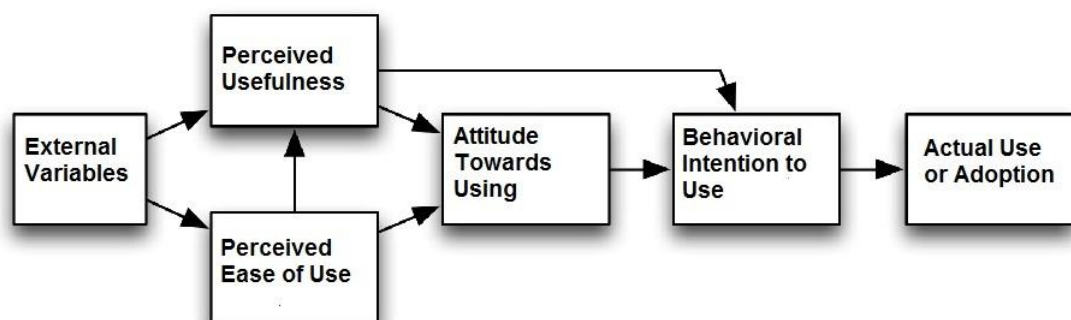 External
Variables
Perceived
Usefulness
Perceived
Ease of Use
Attitude
Towards
Using
Behavioral
Intention to
Use
Actual Use
or Adoption